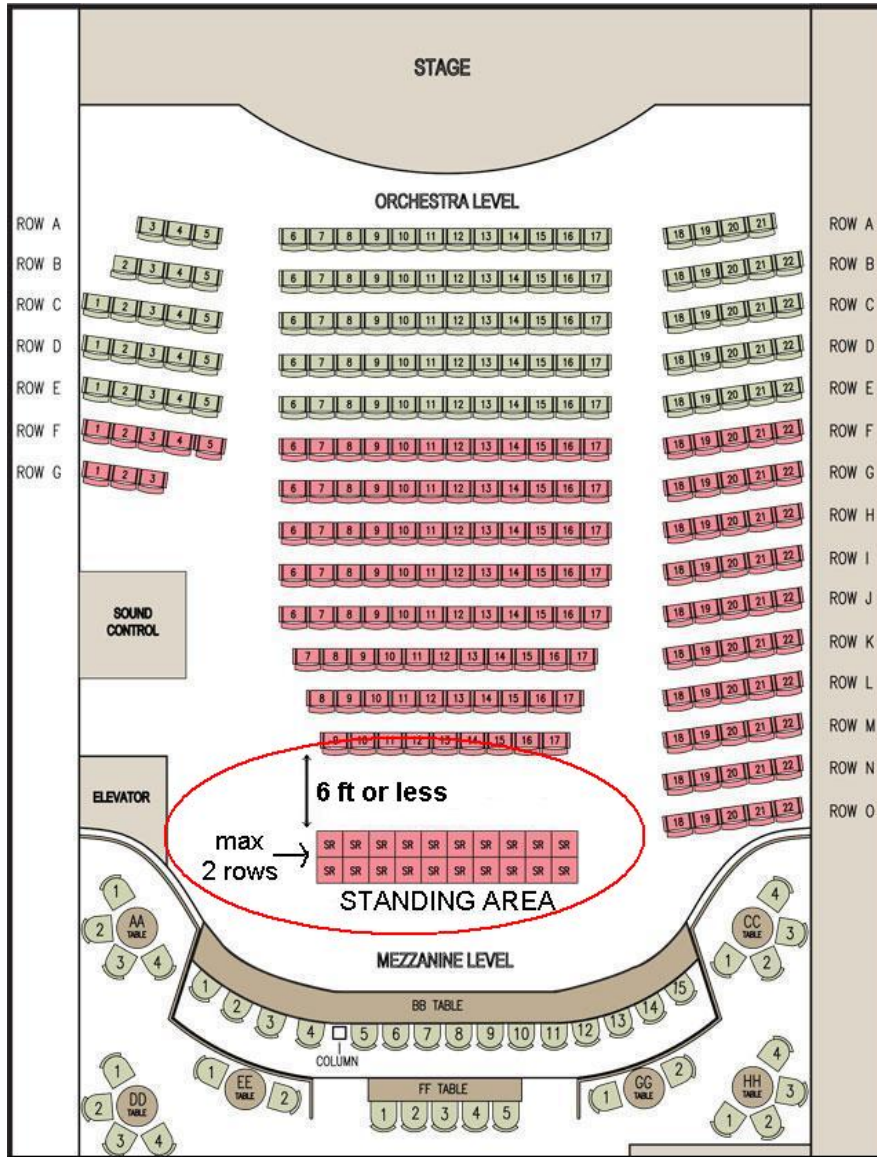 STAGE
ORCHESTRA LEVEL
ROW A 3 4 5 6 7 8 9 10 11 12 13 14 15 16 17 18 19 20 21 ROW A
ROW B 2 3 4 5 6 7 8 9 10 11 12 13 14 15 16 17 18 19 20 21 22 ROW B
ROW C 1 2 3 4 5 6 7 8 9 10 11 12 13 14 15 16 17 18 19 20 21 22 ROW C
ROW D 1 2 3 4 5 6 7 8 9 10 11 12 13 14 15 16 17 18 19 20 21 22 ROW D
ROW E 1 2 3 4 5 6 7 8 9 10 11 12 13 14 15 16 17 18 19 20 21 22 ROW E
ROW F 1 2 3 4 5 6 7 8 9 10 11 12 13 14 15 16 17 18 19 20 21 22 ROW F
ROW G 1 2 3 6 7 8 9 10 11 12 13 14 15 16 17 18 19 20 21 22 ROW G
6 7 8 9 10 11 12 13 14 15 16 17 18 19 20 21 22 ROW H
6 7 8 9 10 11 12 13 14 15 16 17 18 19 20 21 22 ROW I
6 7 8 9 10 11 12 13 14 15 16 17 18 19 20 21 22 ROW J
SOUND
CONTROL
7 8 9 10 11 12 13 14 15 16 17 18 19 20 21 22 ROW K
8 9 10 11 12 13 14 15 16 17 18 19 20 21 22 ROW L
9 10 11 12 13 14 15 16 17 18 19 20 21 22 ROW M
18 19 20 21 22 ROW N
18 19 20 21 22 ROW O
ELEVATOR
6 ft or less
max
2 rows
SR SR SR SR SR SR SR SR SR SR
SR SR SR SR SR SR SR SR SR SR
STANDING AREA
MEZZANINE LEVEL
1 2 3 4
AA
TABLE
4 3 2 1
CC
TABLE
BB TABLE
1 2 3 4 5 6 7 8 9 10 11 12 13 14 15
COLUMN
1 2 3 4
DD
TABLE
1 2
EE
TABLE
FF TABLE
1 2 3 4 5
1 2
GG
TABLE
4 3 2 1
HH
TABLE